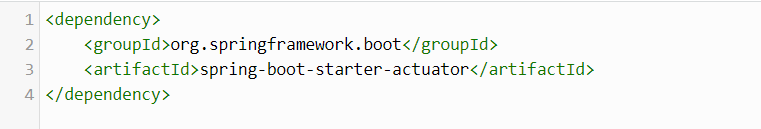 1 <dependency>
2     <groupId>org.springframework.boot</groupId>
3     <artifactId>spring-boot-starter-actuator</artifactId>
4 </dependency>